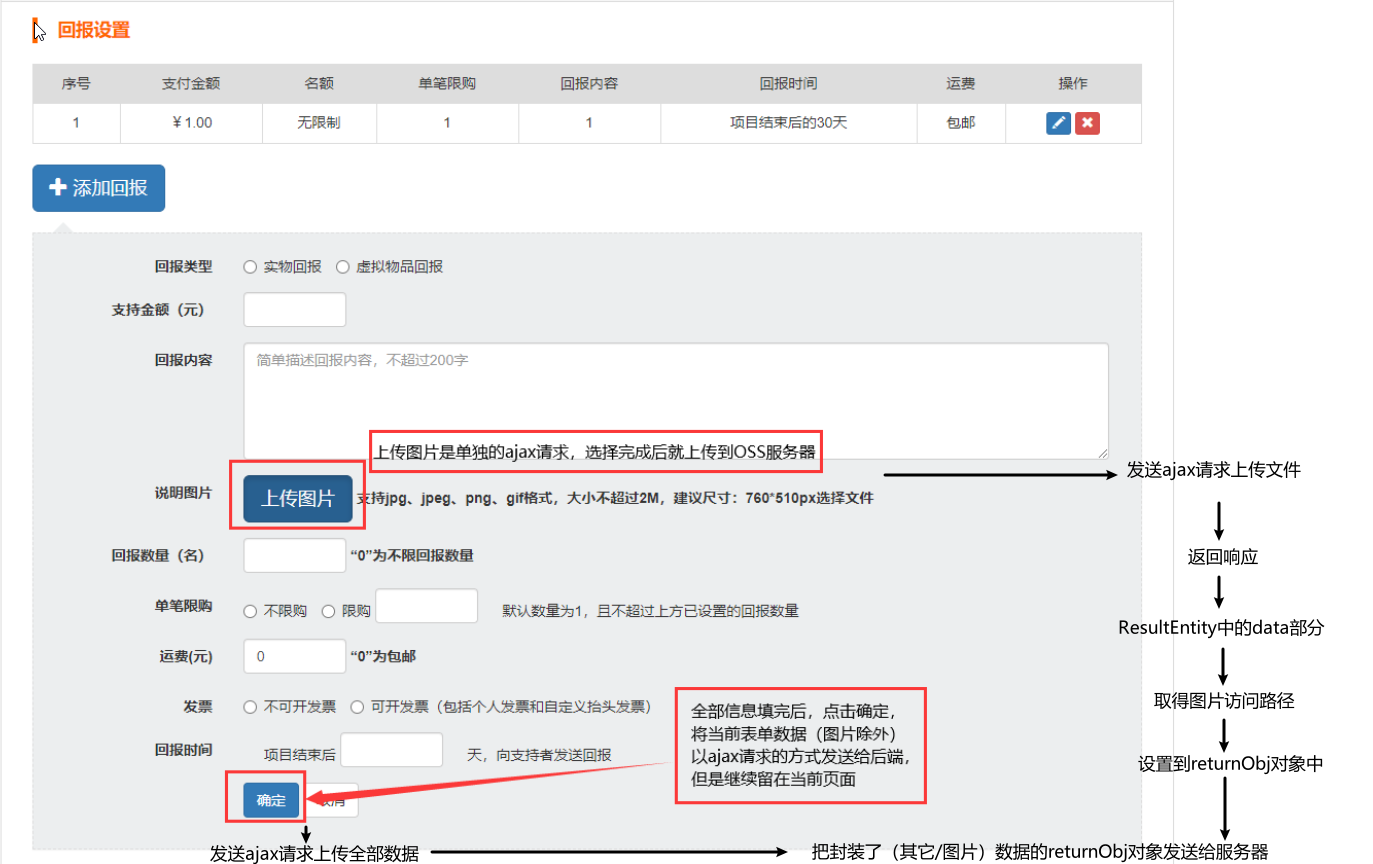 回报设置
序号 支付金额 名额 单笔限购 回报内容 回报时间 运费 操作
1 ￥1.00 无限制 1 1 项目结束后的30天 包邮
添加回报
回报类型 实物回报 虚拟物品回报
支持金额（元）
回报内容 简单描述回报内容，不超过200字
上传图片是单独的ajax请求，选择完成后就上传到OSS服务器
发送ajax请求上传文件
说明图片 上传图片 支持jpg、jpeg、png、gif格式，大小不超过2M，建议尺寸：760*510px选择文件
回报数量（名） “0”为不限回报数量
返回响应
单笔限购 不限购 限购 默认数量为1，且不超过上方已设置的回报数量
ResultEntity中的data部分
运费(元) 0 “0”为包邮
取得图片访问路径
发票 不可开发票 可开发票（包括个人发票和自定义抬头发票）
全部信息填完后，点击确定，
将当前表单数据（图片除外）
以ajax请求的方式发送给后端，
但是继续留在当前页面
回报时间 项目结束后 天，向支持者发送回报
设置到returnObj对象中
确定 取消
发送ajax请求上传全部数据
把封装了（其它/图片）数据的returnObj对象发送给服务器